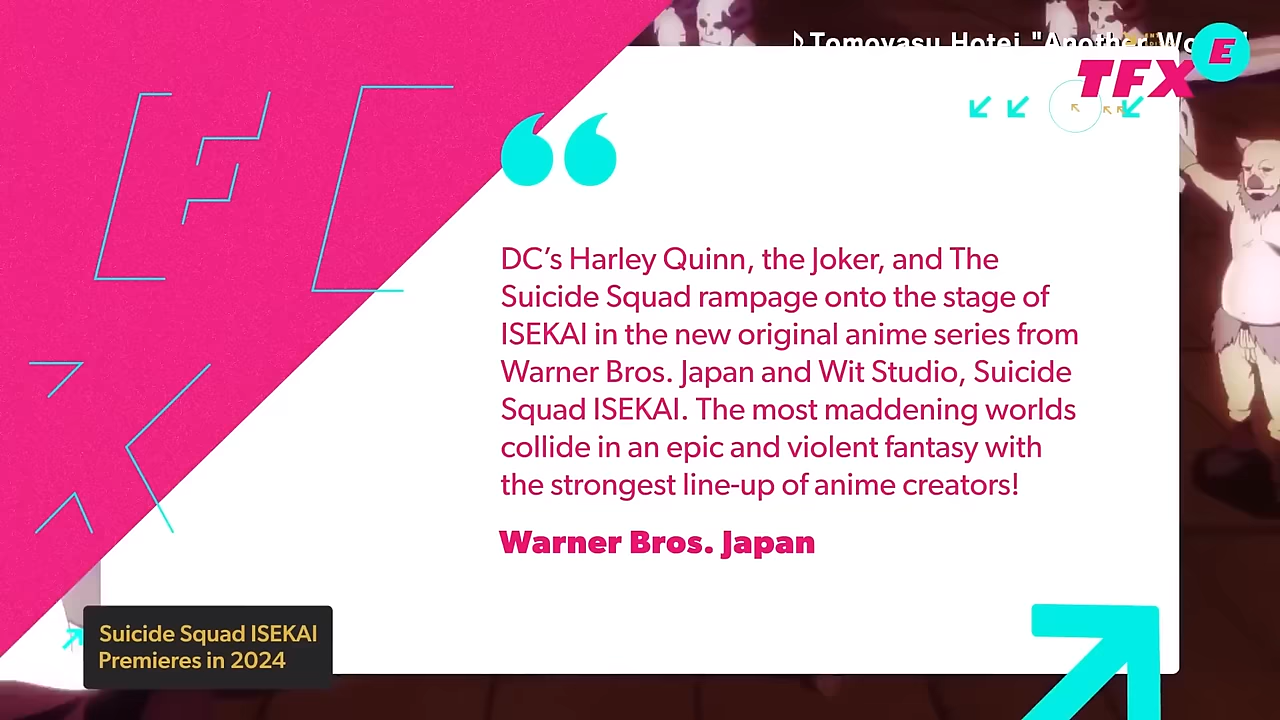 ♪Tomoyasu Hotei "Another World"
TFX
E
DC’s Harley Quinn, the Joker, and The
Suicide Squad rampage onto the stage of
ISEKAI in the new original anime series from
Warner Bros. Japan and Wit Studio, Suicide
Squad ISEKAI. The most maddening worlds
collide in an epic and violent fantasy with
the strongest line-up of anime creators!
Warner Bros. Japan
Suicide Squad ISEKAI
Premieres in 2024